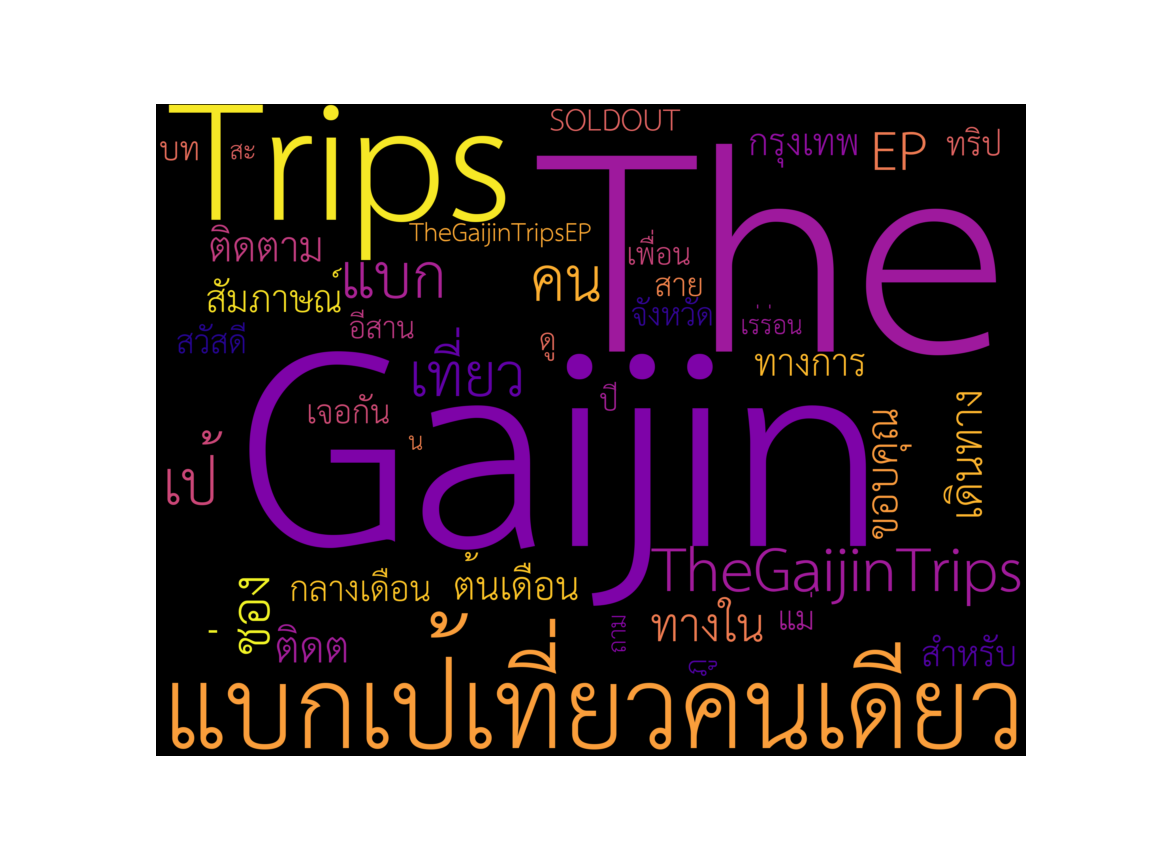 Trips
SOLDOUT
The
บท
สะ
กรุงเทพ
EP
ทริป
TheGaijinTripsEP
ติดตาม
แบก
คน
เพื่อน
สัมภาษณ์
สาย
สวัสดี
อีสาน
จังหวัด
เร่ร่อน
ดู
เที่ยว
ทางการ
Gaijin
ปี
เจอกัน
น
เป้
ขอบคุณ
เดินทาง
กลางเดือน
ต้นเดือน
TheGaijinTrips
ช่อง
ติดต
ถาม
ทางใน
แม่
สำหรับ
แบกเป้เที่ยวคนเดียว